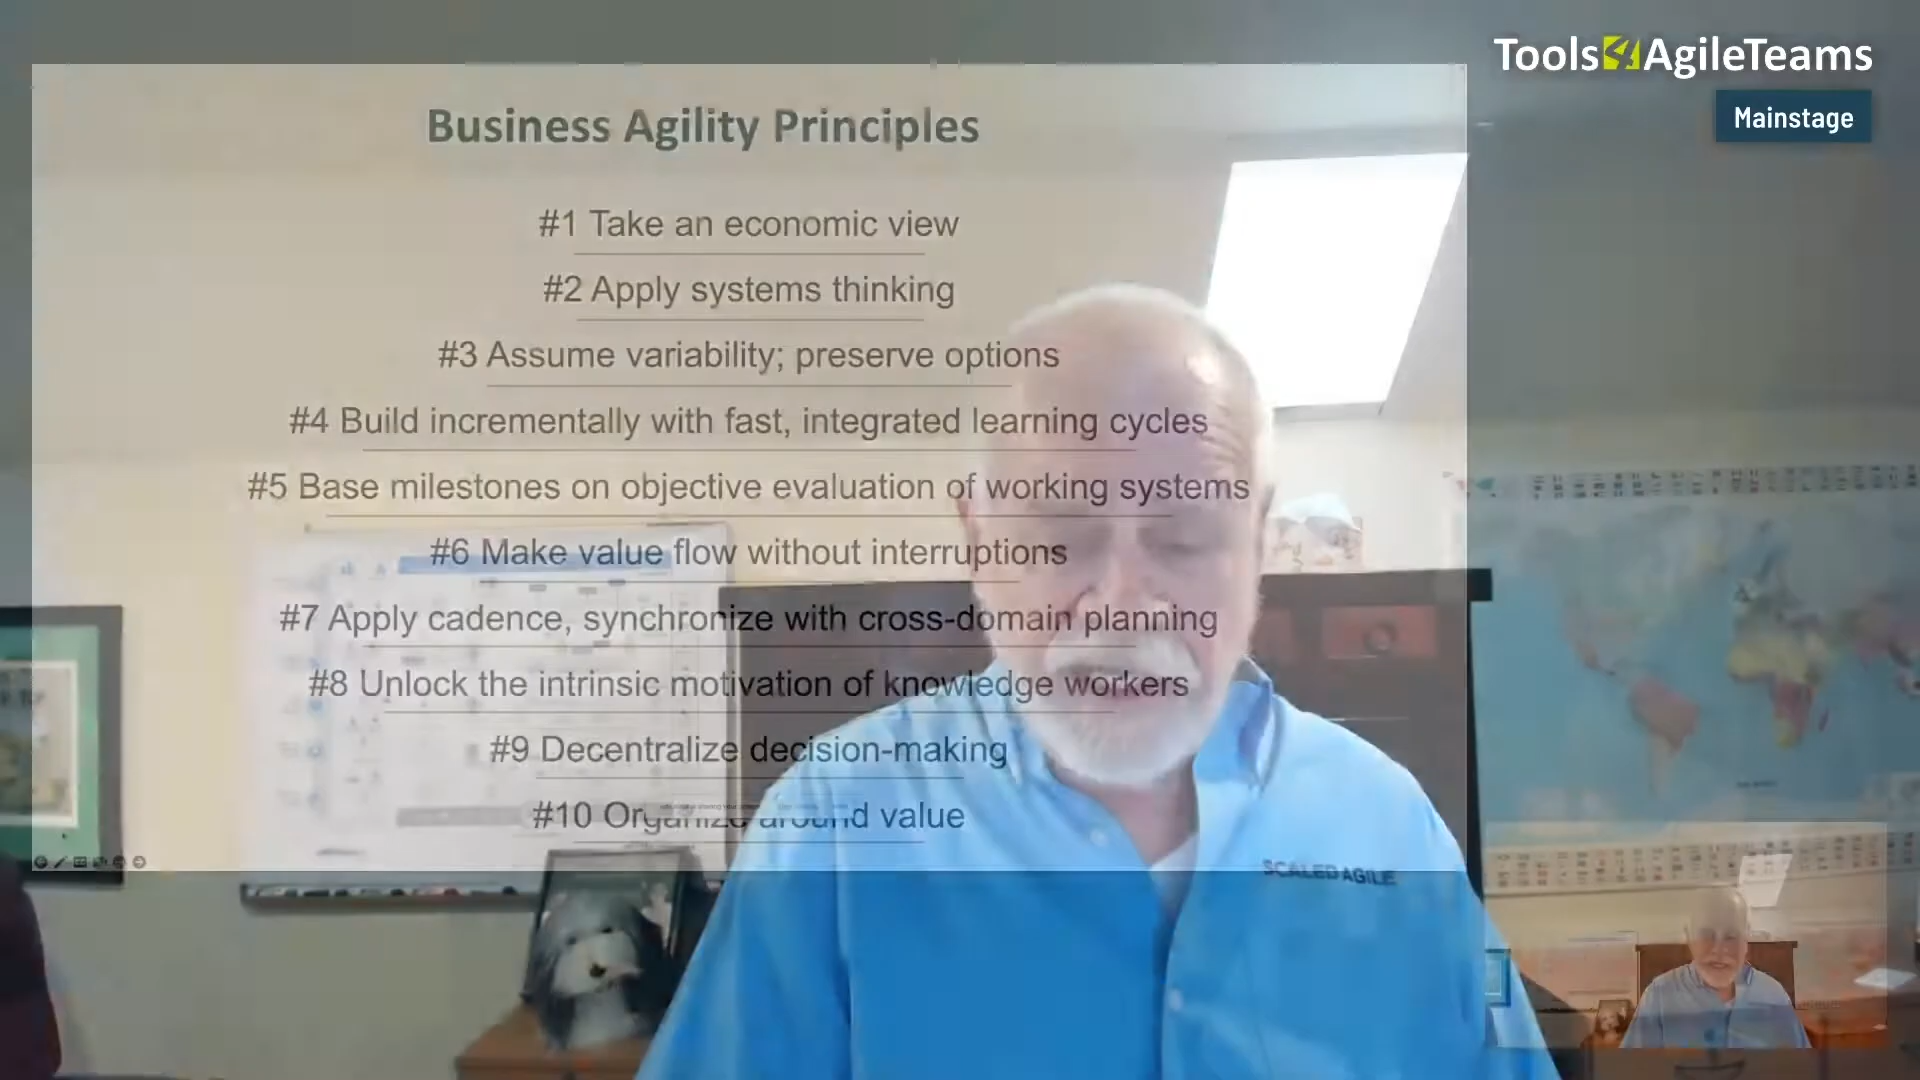 Tools4AgileTeams
Mainstage
Business Agility Principles
#1 Take an economic view
#2 Apply systems thinking
#3 Assume variability; preserve options
#4 Build incrementally with fast, integrated learning cycles
#5 Base milestones on objective evaluation of working systems
#6 Make value flow without interruptions
#7 Apply cadence, synchronize with cross-domain planning
#8 Unlock the intrinsic motivation of knowledge workers
#9 Decentralize decision-making
#10 Organize around value
SCALED AGILE